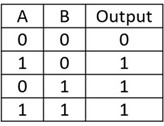 A B Output
0 0 0
1 0 1
0 1 1
1 1 1